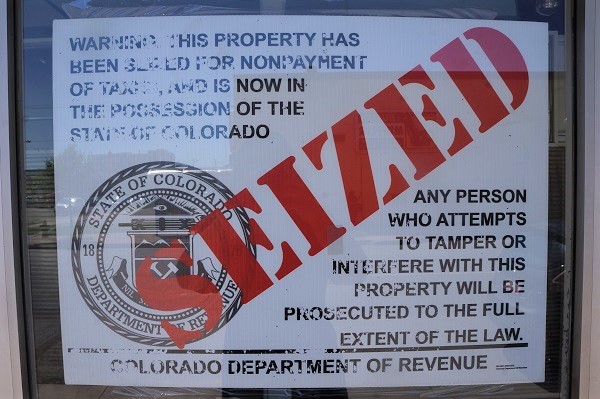 WARNING, THIS PROPERTY HAS
BEEN SEIZED FOR NONPAYMENT
OF TAXES, AND IS NOW IN
THE POSSESSION OF THE
STATE OF COLORADO
SEIZED
STATE OF COLORADO
18
DEPARTMENT OF REVENUE
ANY PERSON
WHO ATTEMPTS
TO TAMPER OR
INTERFERE WITH THIS
PROPERTY WILL BE
PROSECUTED TO THE FULL
EXTENT OF THE LAW.
COLORADO DEPARTMENT OF REVENUE